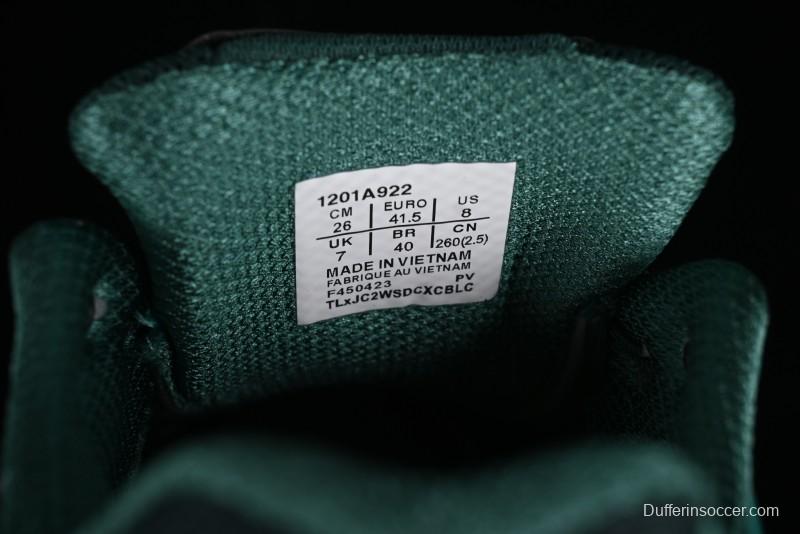 1201A922
CM EURO US
26 41.5 8
UK BR CN
7 40 260(2.5)
MADE IN VIETNAM
FABRIQUE AU VIETNAM
F450423 PV
TLxJC2WSDCXCBLC
Dufferinsoccer.com